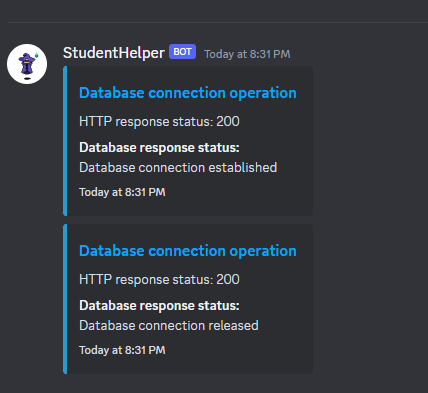 StudentHelper BOT Today at 8:31 PM
Database connection operation
HTTP response status: 200
Database response status:
Database connection established
Today at 8:31 PM
Database connection operation
HTTP response status: 200
Database response status:
Database connection released
Today at 8:31 PM